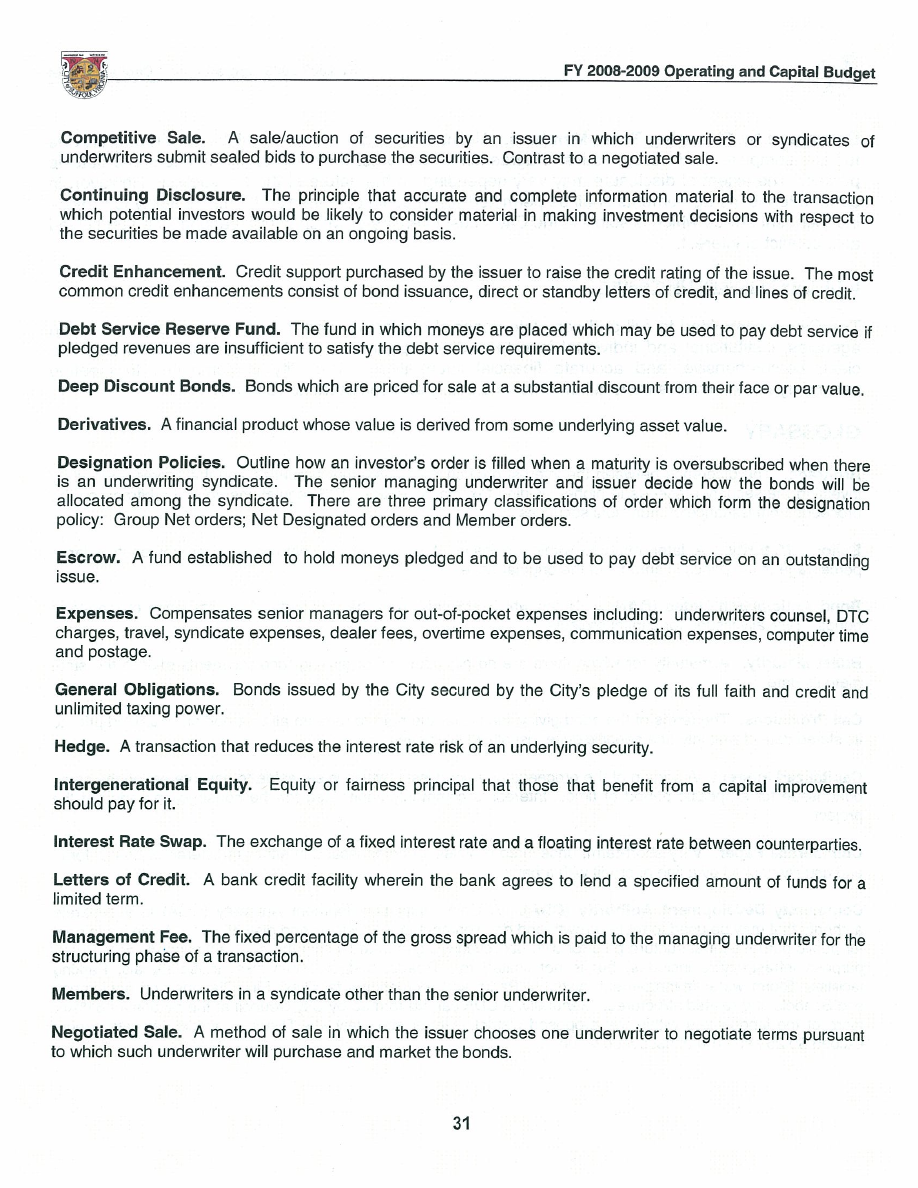 FY 2008-2009 Operating and Capital Budget
Competitive Sale. A sale/auction of securities by an issuer in which underwriters or syndicates of
underwriters submit sealed bids to purchase the securities. Contrast to a negotiated sale.
Continuing Disclosure. The principle that accurate and complete information material to the transaction
which potential investors would be likely to consider material in making investment decisions with respect to
the securities be made available on an ongoing basis.
Credit Enhancement. Credit support purchased by the issuer to raise the credit rating of the issue. The most
common credit enhancements consist of bond issuance, direct or standby letters of credit, and lines of credit.
Debt Service Reserve Fund. The fund in which moneys are placed which may be used to pay debt service if
pledged revenues are insufficient to satisfy the debt service requirements.
Deep Discount Bonds. Bonds which are priced for sale at a substantial discount from their face or par value.
Derivatives. A financial product whose value is derived from some underlying asset value.
Designation Policies. Outline how an investor's order is filled when a maturity is oversubscribed when there
is an underwriting syndicate. The senior managing underwriter and issuer decide how the bonds will be
allocated among the syndicate. There are three primary classifications of order which form the designation
policy: Group Net orders; Net Designated orders and Member orders.
Escrow. A fund established to hold moneys pledged and to be used to pay debt service on an outstanding
issue.
Expenses. Compensates senior managers for out-of-pocket expenses including: underwriters counsel, DTC
charges, travel, syndicate expenses, dealer fees, overtime expenses, communication expenses, computer time
and postage.
General Obligations. Bonds issued by the City secured by the City's pledge of its full faith and credit and
unlimited taxing power.
Hedge. A transaction that reduces the interest rate risk of an underlying security.
Intergenerational Equity. Equity or fairness principal that those that benefit from a capital improvement
should pay for it.
Interest Rate Swap. The exchange of a fixed interest rate and a floating interest rate between counterparties.
Letters of Credit. A bank credit facility wherein the bank agrees to lend a specified amount of funds for a
limited term.
Management Fee. The fixed percentage of the gross spread which is paid to the managing underwriter for the
structuring phase of a transaction.
Members. Underwriters in a syndicate other than the senior underwriter.
Negotiated Sale. A method of sale in which the issuer chooses one underwriter to negotiate terms pursuant
to which such underwriter will purchase and market the bonds.
31